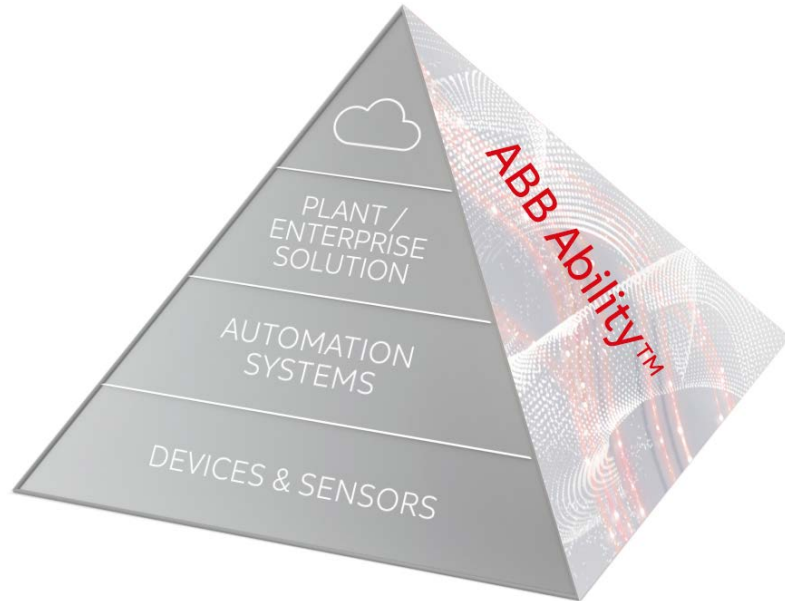 PLANT /
ENTERPRISE
SOLUTION
AUTOMATION
SYSTEMS
DEVICES & SENSORS
ABB Ability™